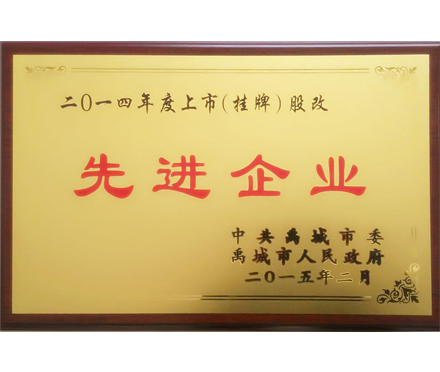 二〇一四年度上市(挂牌)股改
先进企业
中共禹城市委
禹城市人民政府
二〇一五年二月